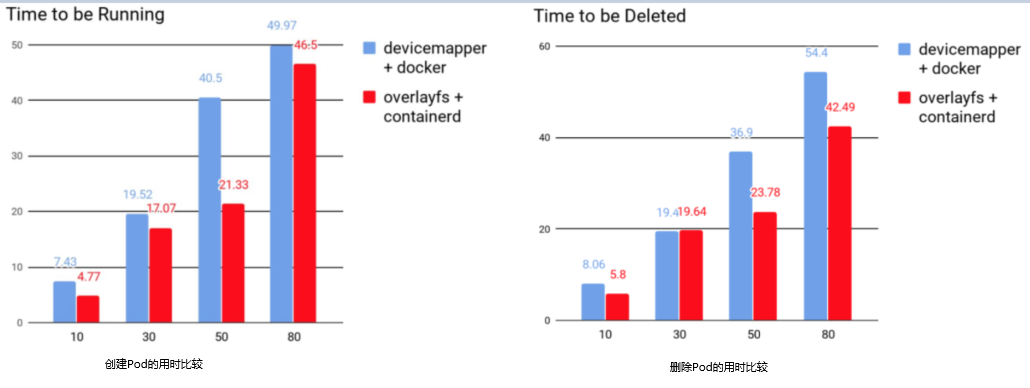 Time to be Running
49.97
50
46.5
devicemapper
+ docker
40.5
40
overlayfs +
containerd
30
21.33
19.52
17.07
20
7.43
4.77
10
0
10 30 50 80
创建Pod的用时比较
Time to be Deleted
60
54.4
devicemapper
+ docker
42.49
overlayfs +
containerd
40
36.9
23.78
19.4 19.64
20
8.06
5.8
0
10 30 50 80
删除Pod的用时比较